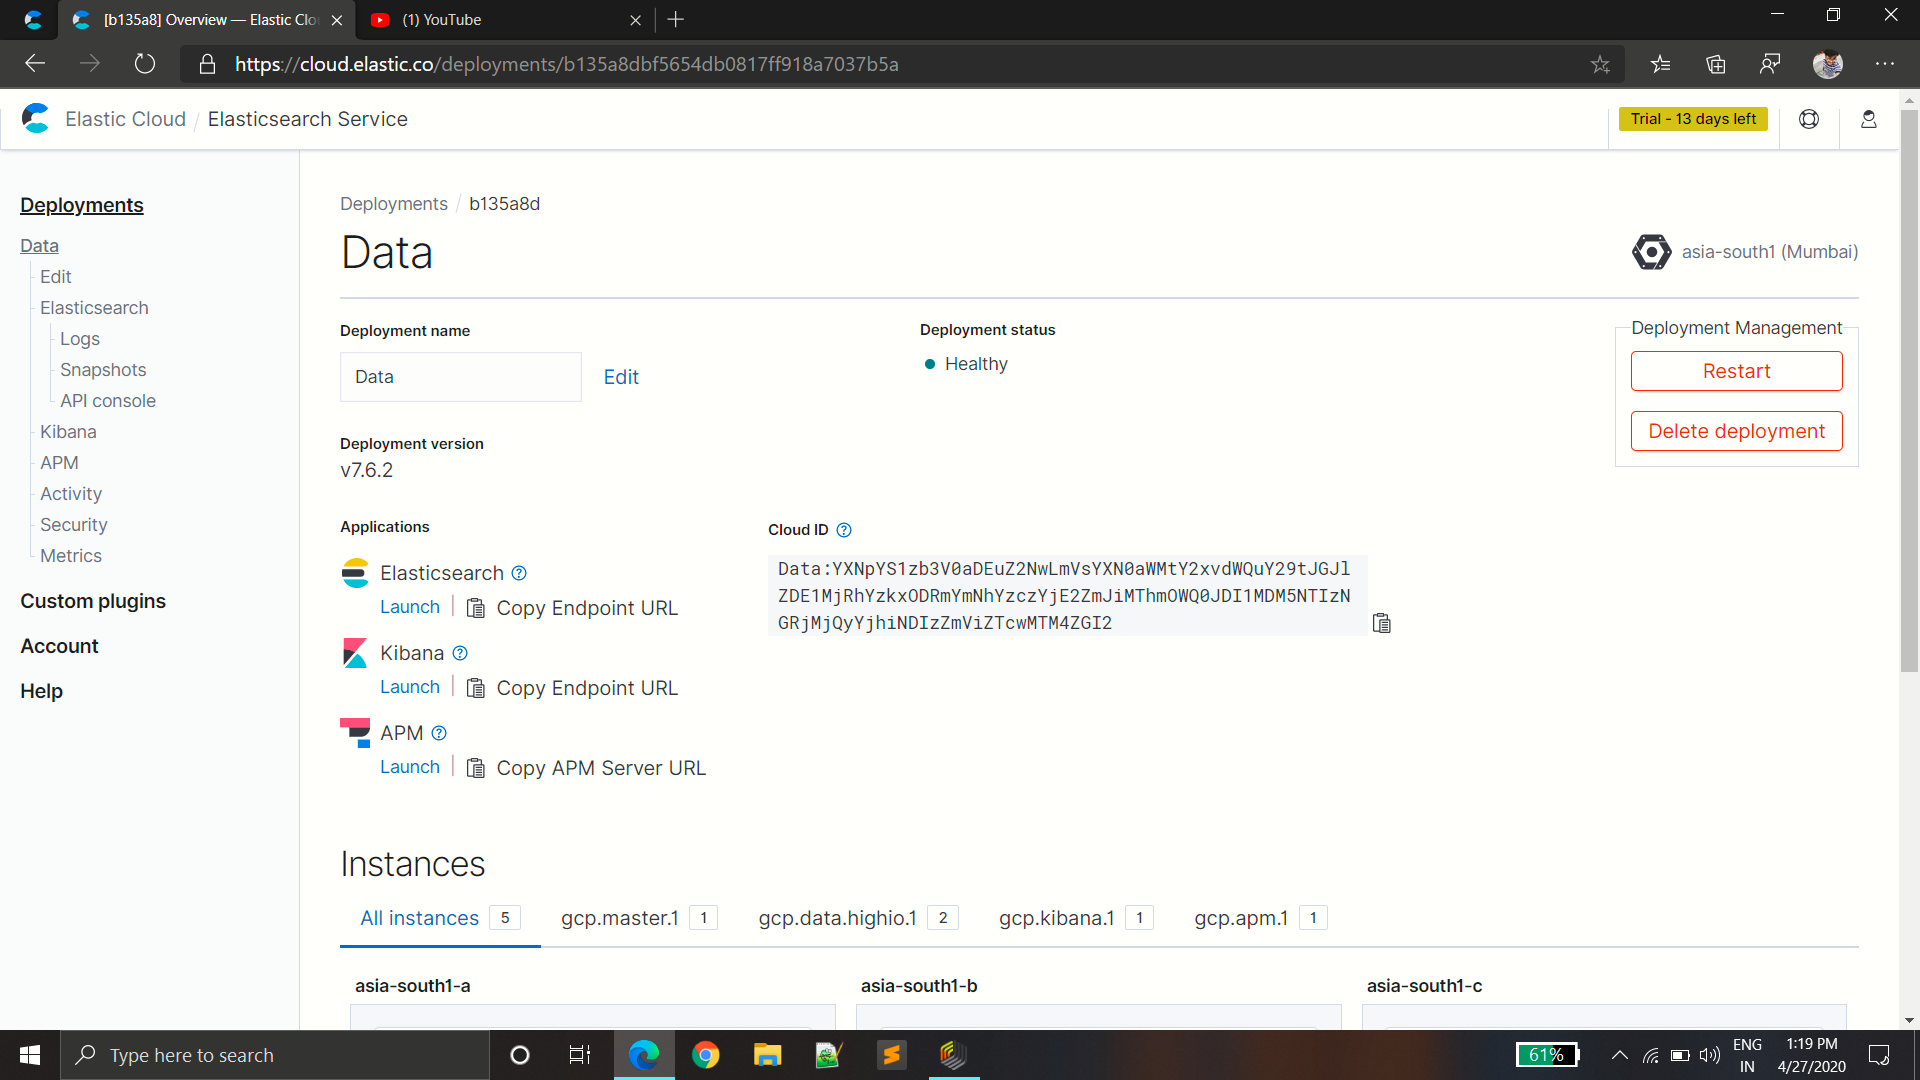 [b135a8] Overview — Elastic Clo
(1) YouTube
https://cloud.elastic.co/deployments/b135a8dbf5654db0817ff918a7037b5a
Elastic Cloud / Elasticsearch Service
Trial - 13 days left
Deployments
Data
Edit
Elasticsearch
Logs
Snapshots
API console
Kibana
APM
Activity
Security
Metrics
Custom plugins
Account
Help
Deployments / b135a8d
Data
asia-south1 (Mumbai)
Deployment name
Data
Edit
Deployment status
Healthy
Deployment Management
Restart
Delete deployment
Deployment version
v7.6.2
Applications
Elasticsearch
Launch
Copy Endpoint URL
Kibana
Launch
Copy Endpoint URL
APM
Launch
Copy APM Server URL
Cloud ID
Data:YXNpYS1zb3V0aDEuZ2NwLmVsYXN0aWMtY2xvdWQuY29tJGJl
ZDE1MjRhYzkxODRmYmNhYzczYjE2ZmJiMThmOWQ0JDI1MDM5NTIzN
GRjMjQyYjhiNDIzZmViZTcwMTM4ZGI2
Instances
All instances 5
gcp.master.1 1
gcp.data.highio.1 2
gcp.kibana.1 1
gcp.apm.1 1
asia-south1-a
asia-south1-b
asia-south1-c
Type here to search
61%
ENG
IN
1:19 PM
4/27/2020